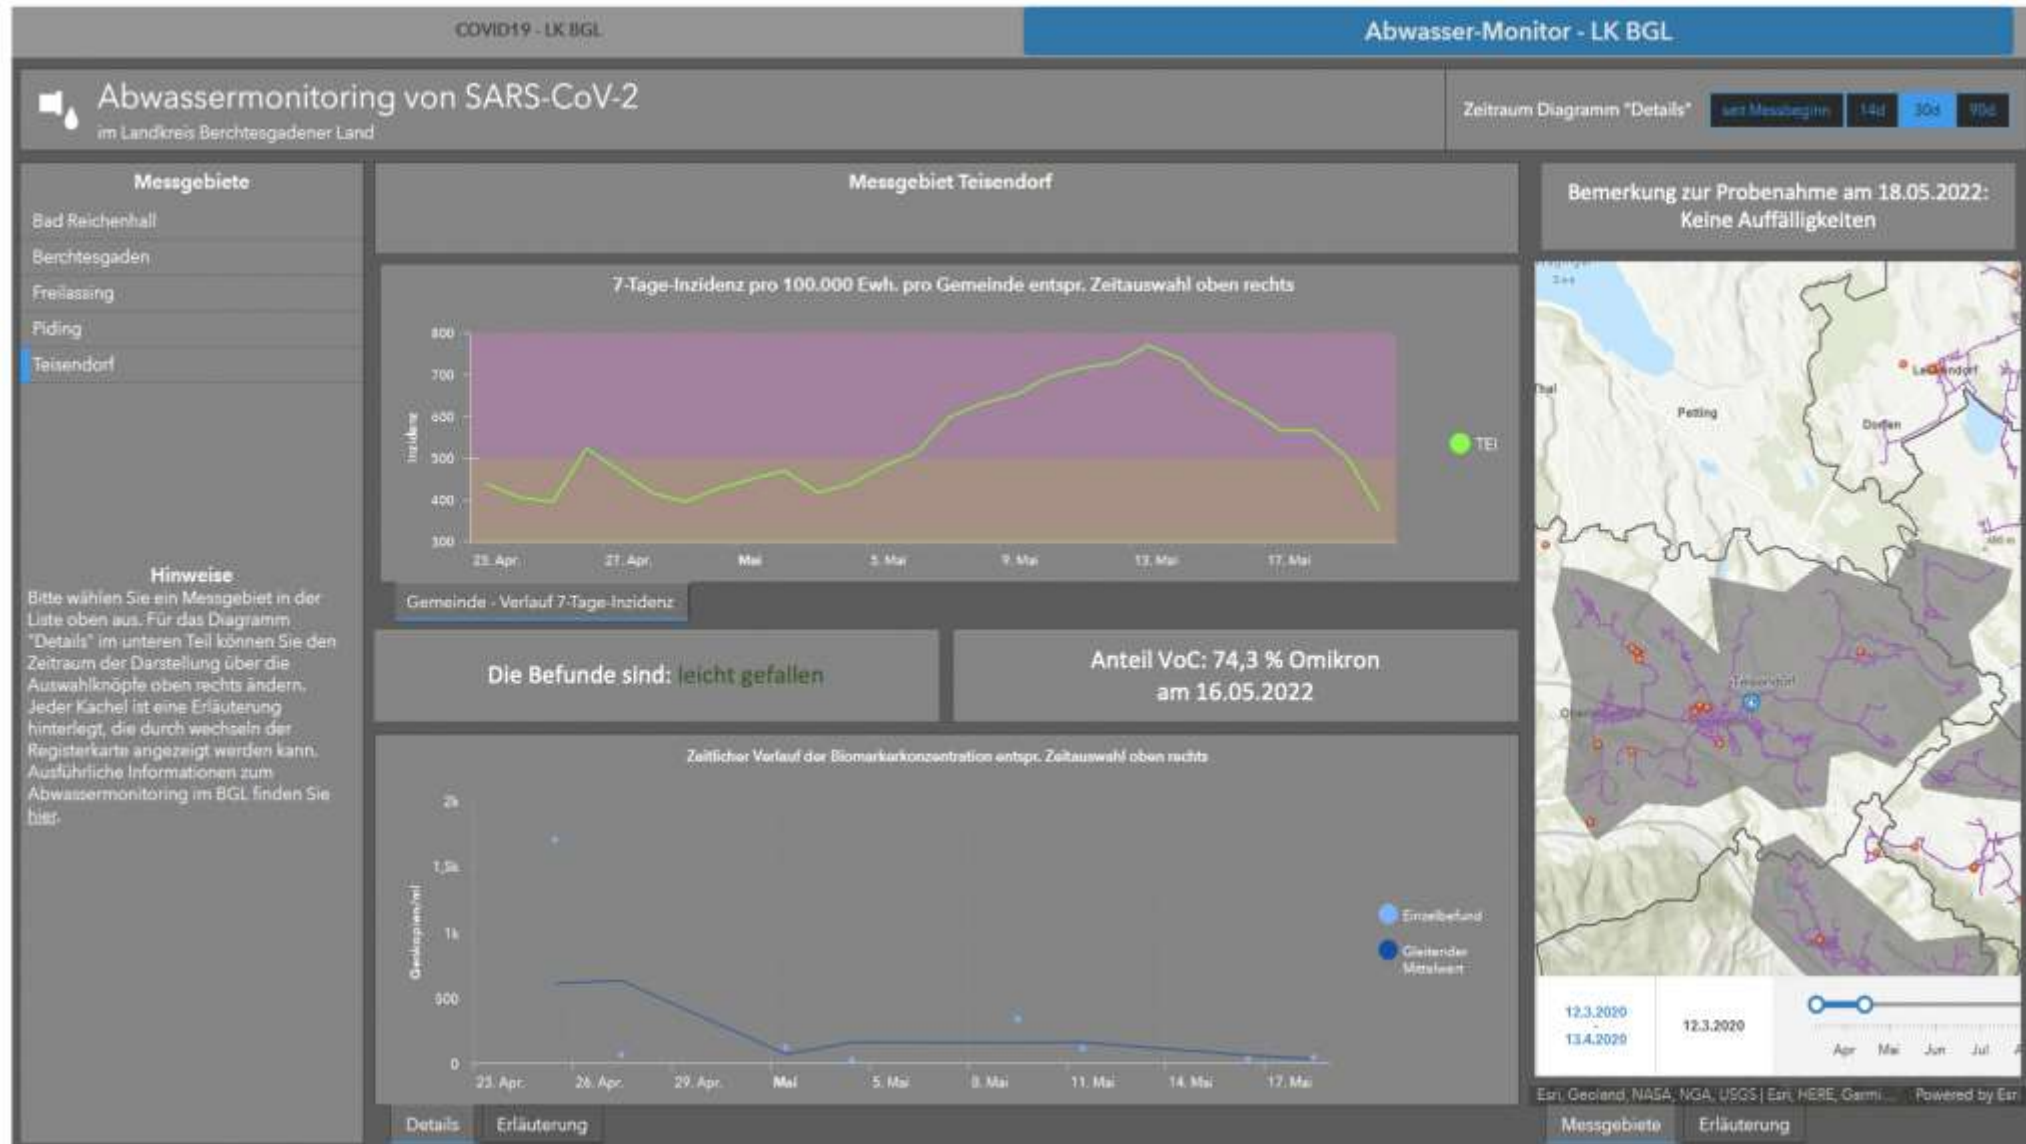 COVID19 - LK BGL
Abwasser-Monitor - LK BGL
Abwassermonitoring von SARS-CoV-2
im Landkreis Berchtesgadener Land
Zeitraum Diagramm "Details"
seit Messbeginn
14d
30d
90d
Messgebiete
Bad Reichenhall
Berchtesgaden
Freilassing
Piding
Teisendorf
Hinweise
Bitte wählen Sie ein Messgebiet in der
Liste oben aus. Für das Diagramm
"Details" im unteren Teil können Sie den
Zeitraum der Darstellung über die
Auswahlknöpfe oben rechts ändern.
Jeder Kachel ist eine Erläuterung
hinterlegt, die durch wechseln der
Registerkarte angezeigt werden kann.
Ausführliche Informationen zum
Abwassermonitoring im BGL finden Sie
hier.
Messgebiet Teisendorf
7-Tage-Inzidenz pro 100.000 Ewh. pro Gemeinde entspr. Zeitauswahl oben rechts
Inzidenz
800
700
600
500
400
300
23. Apr.
27. Apr.
Mai
5. Mai
9. Mai
13. Mai
17. Mai
TEI
Gemeinde - Verlauf 7-Tage-Inzidenz
Die Befunde sind: leicht gefallen
Anteil VoC: 74,3 % Omikron
am 16.05.2022
Zeitlicher Verlauf der Biomarkerkonzentration entspr. Zeitauswahl oben rechts
Genkopien/ml
2k
1,5k
1k
500
0
23. Apr.
26. Apr.
29. Apr.
Mai
5. Mai
8. Mai
11. Mai
14. Mai
17. Mai
Einzelbefund
Gleitender
Mittelwert
Details
Erläuterung
Bemerkung zur Probenahme am 18.05.2022:
Keine Auffälligkeiten
See
Thal
Petting
Teisendorf
12.3.2020
-
13.4.2020
12.3.2020
Apr
Mai
Jun
Jul
A
Esri, Geoland, NASA, NGA, USGS | Esri, HERE, Garmi...
Powered by Esri
Messgebiete
Erläuterung